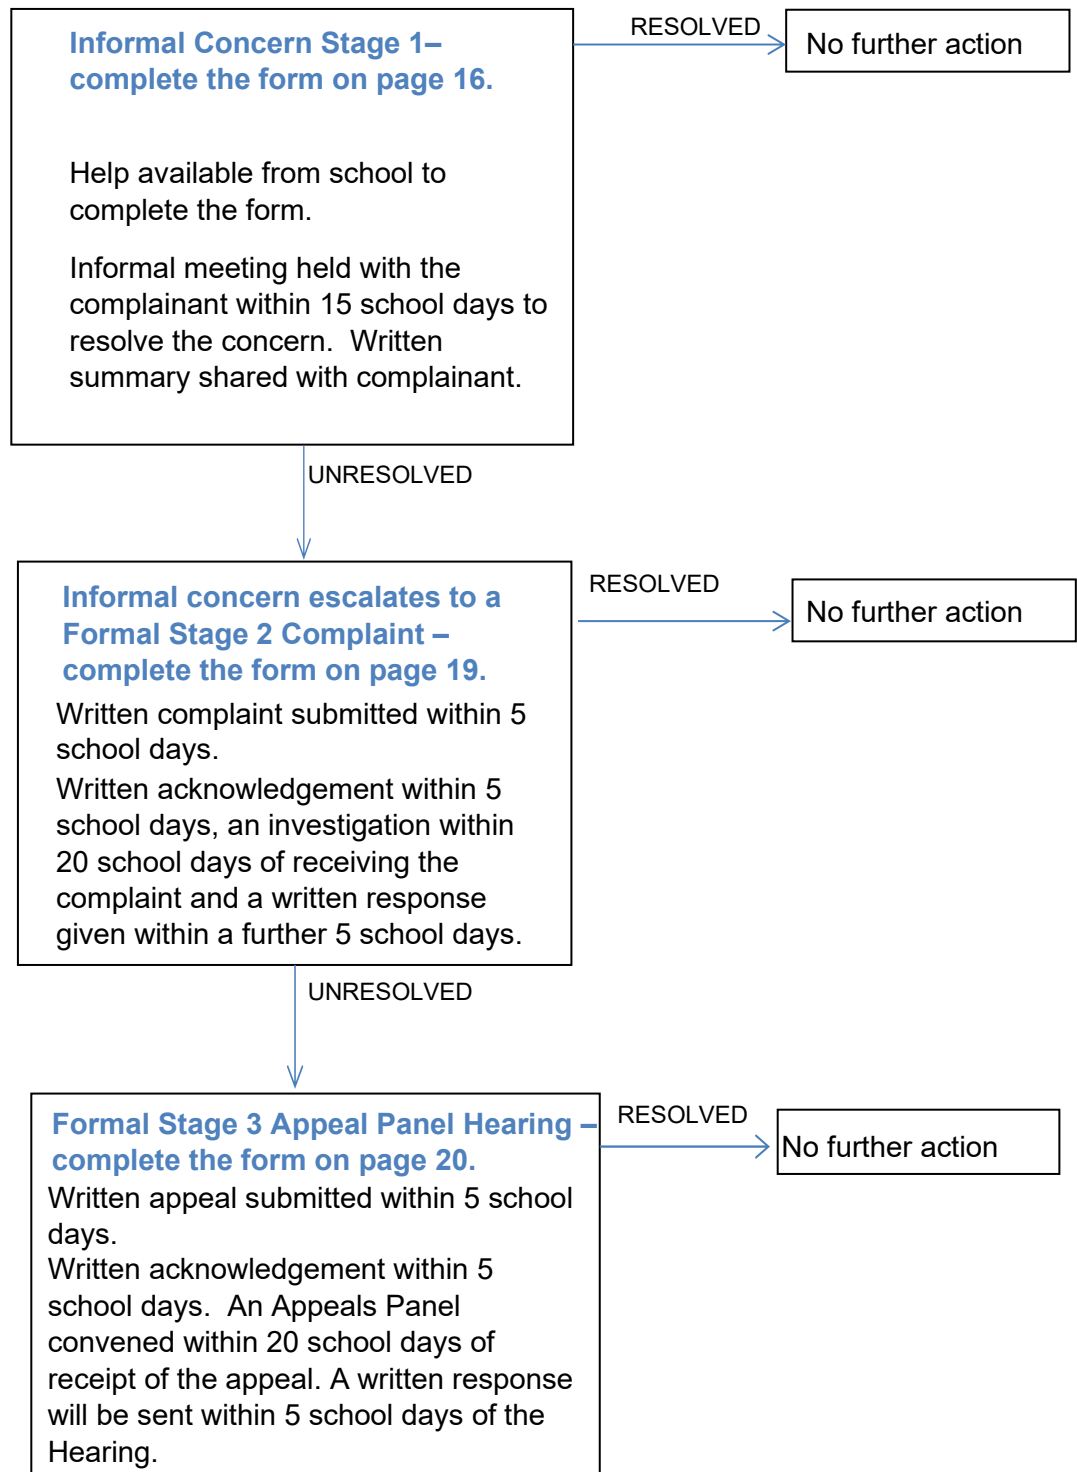 Informal Concern Stage 1–
complete the form on page 16.
Help available from school to
complete the form.
Informal meeting held with the
complainant within 15 school days to
resolve the concern.  Written
summary shared with complainant.
RESOLVED
No further action
UNRESOLVED
Informal concern escalates to a
Formal Stage 2 Complaint –
complete the form on page 19.
Written complaint submitted within 5
school days.
Written acknowledgement within 5
school days, an investigation within
20 school days of receiving the
complaint and a written response
given within a further 5 school days.
RESOLVED
No further action
UNRESOLVED
Formal Stage 3 Appeal Panel Hearing –
complete the form on page 20.
Written appeal submitted within 5 school
days.
Written acknowledgement within 5
school days.  An Appeals Panel
convened within 20 school days of
receipt of the appeal. A written response
will be sent within 5 school days of the
Hearing.
RESOLVED
No further action